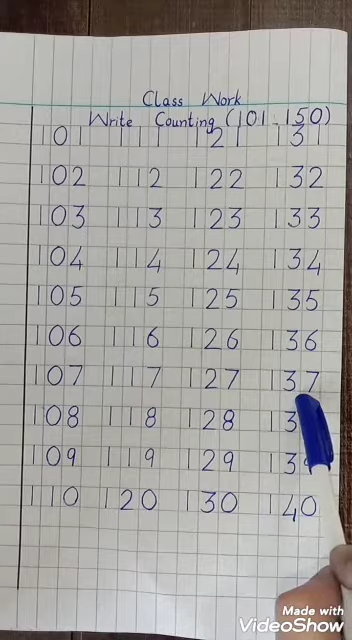 Class Work
Write Counting (101-150)
101 111 121 131
102 112 122 132
103 113 123 133
104 114 124 134
105 115 125 135
106 116 126 136
107 117 127 137
108 118 128
109 119 129
110 120 130 140
Made with
VideoShow